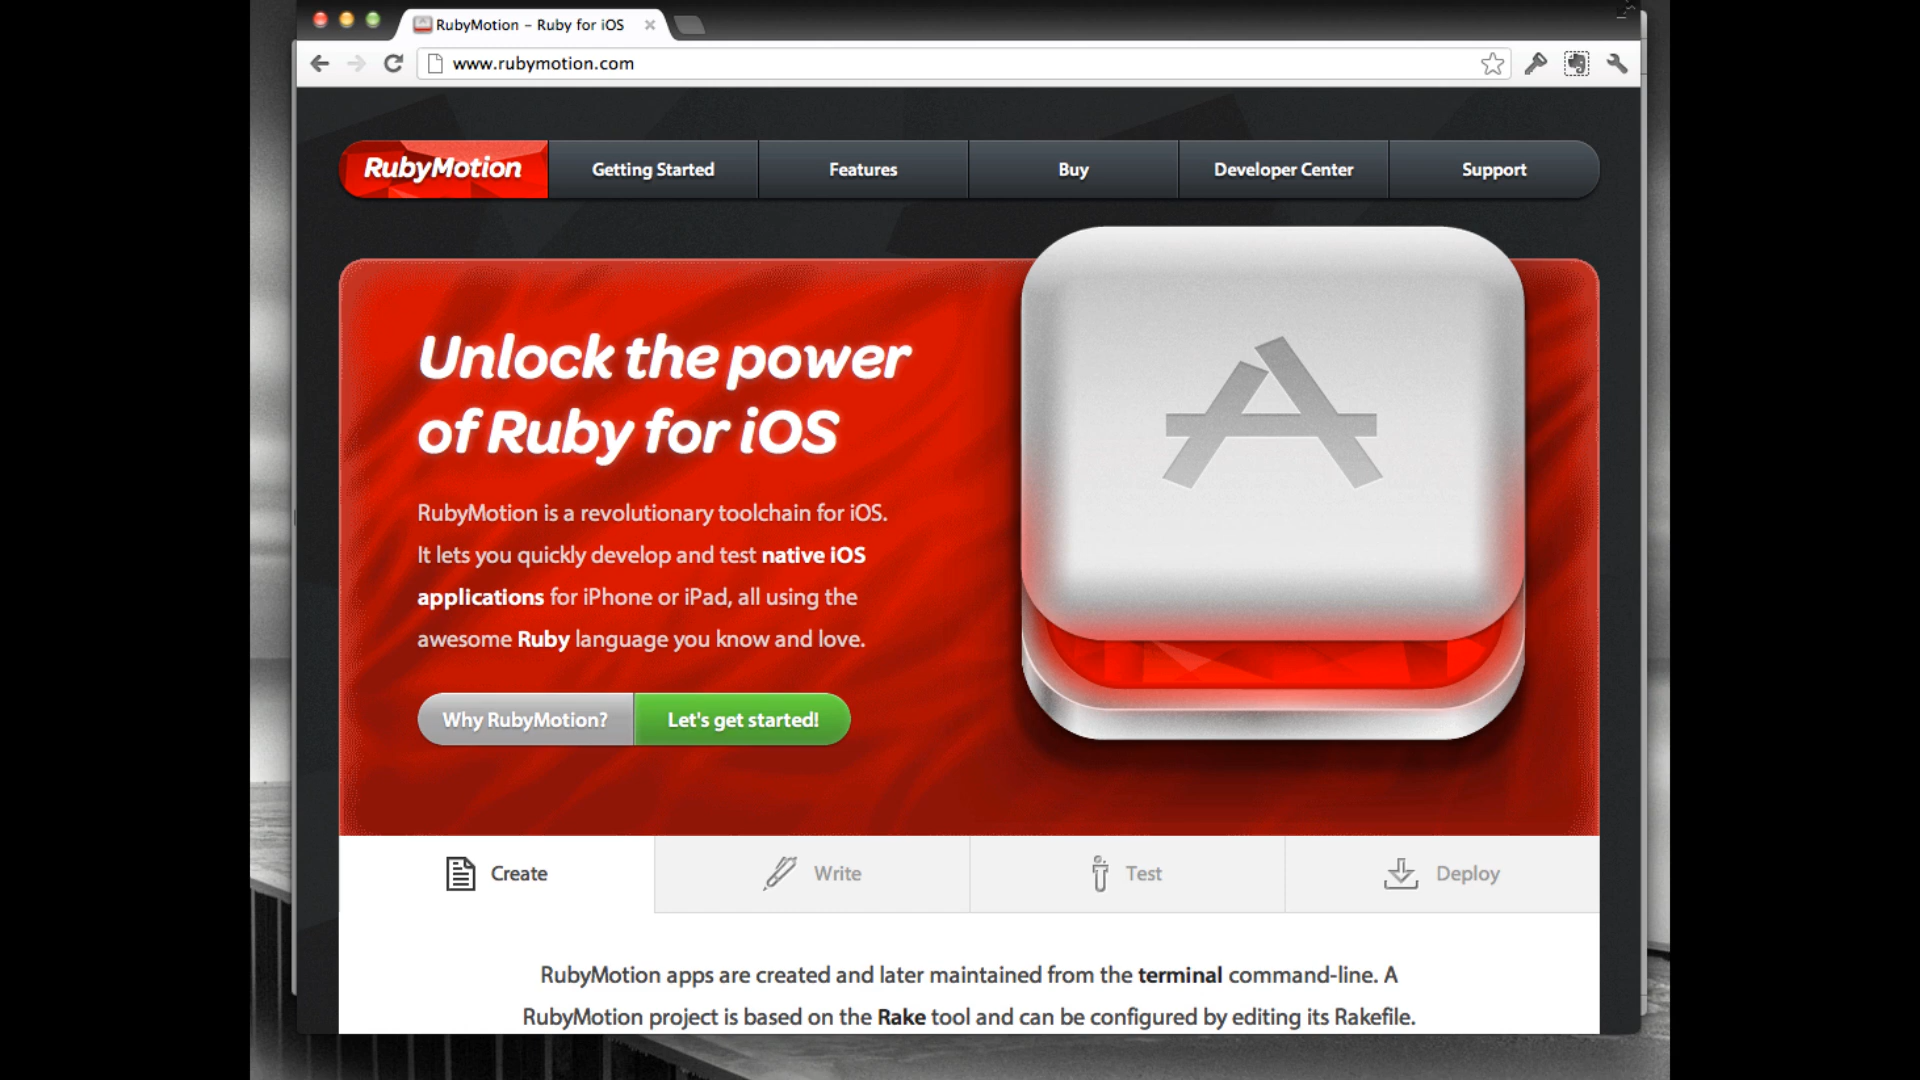 RubyMotion – Ruby for iOS
www.rubymotion.com
RubyMotion
Getting Started
Features
Buy
Developer Center
Support
Unlock the power
of Ruby for iOS
RubyMotion is a revolutionary toolchain for iOS.
It lets you quickly develop and test native iOS
applications for iPhone or iPad, all using the
awesome Ruby language you know and love.
Why RubyMotion?
Let's get started!
Create
Write
Test
Deploy
RubyMotion apps are created and later maintained from the terminal command-line. A
RubyMotion project is based on the Rake tool and can be configured by editing its Rakefile.